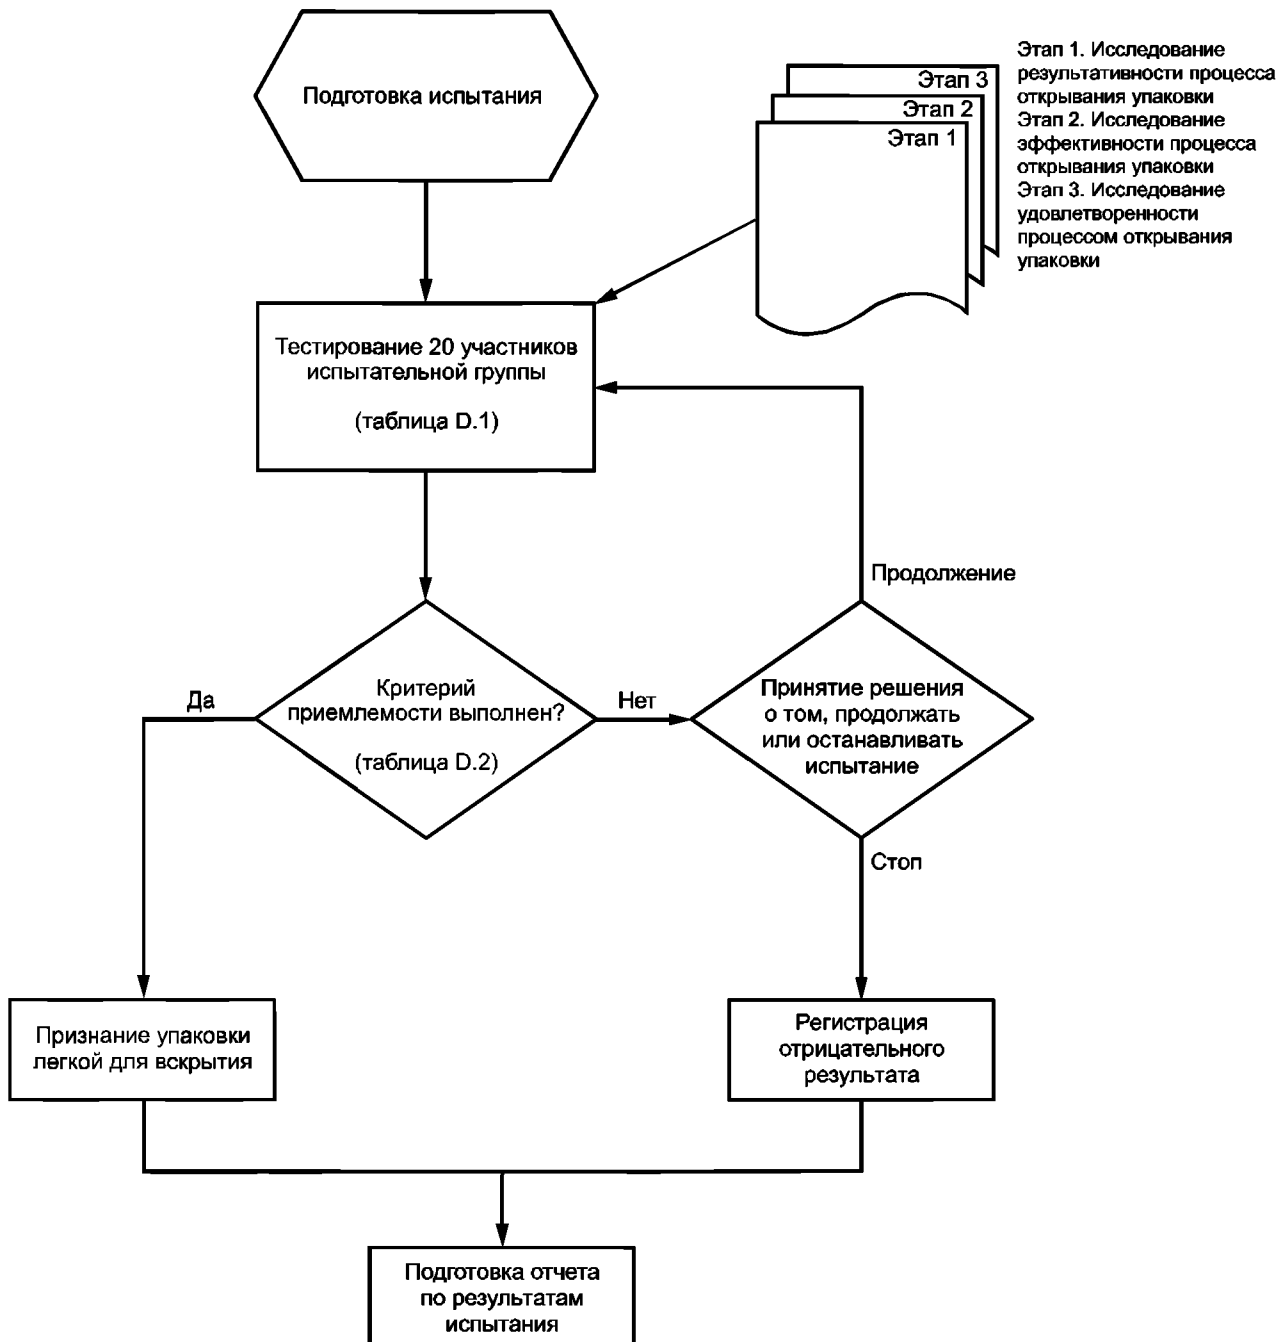 Подготовка испытания
Этап 3
Этап 2
Этап 1
Этап 1. Исследование
результативности процесса
открывания упаковки
Этап 2. Исследование
эффективности процесса
открывания упаковки
Этап 3. Исследование
удовлетворенности
процессом открывания
упаковки
Тестирование 20 участников
испытательной группы
(таблица D.1)
Продолжение
Да
Критерий
приемлемости выполнен?
(таблица D.2)
Нет
Принятие решения
о том, продолжать
или останавливать
испытание
Стоп
Признание упаковки
легкой для вскрытия
Регистрация
отрицательного
результата
Подготовка отчета
по результатам
испытания